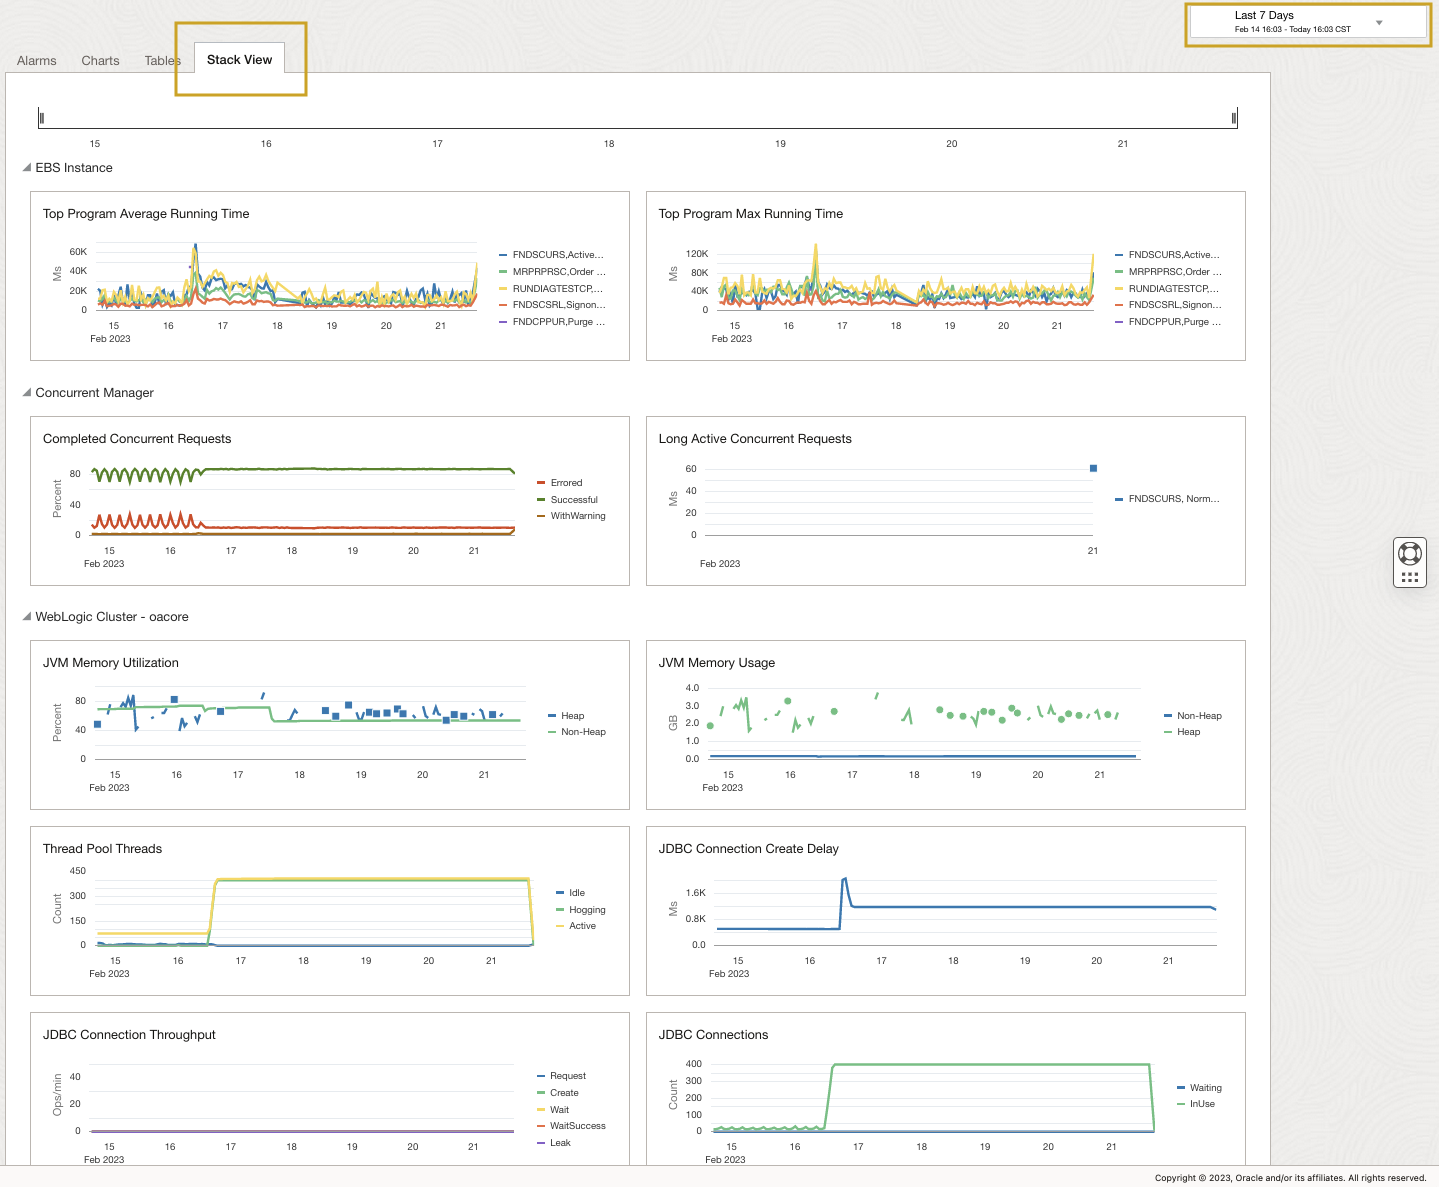 Last 7 Days
Feb 14 16:03 - Today 16:03 CST
Alarms Charts Tables Stack View
15 16 17 18 19 20 21
EBS Instance
Top Program Average Running Time
Ms
60K
40K
20K
0
15 16 17 18 19 20 21
Feb 2023
FNDSCURS,Active...
MRPRPRSC,Order ...
RUNDIAGTESTCP,...
FNDSCSRL,Signon...
FNDCPPUR,Purge ...
Top Program Max Running Time
Ms
120K
80K
40K
0
15 16 17 18 19 20 21
Feb 2023
FNDSCURS,Active...
MRPRPRSC,Order ...
RUNDIAGTESTCP,...
FNDSCSRL,Signon...
FNDCPPUR,Purge ...
Concurrent Manager
Completed Concurrent Requests
Percent
80
40
0
15 16 17 18 19 20 21
Feb 2023
Errored
Successful
WithWarning
Long Active Concurrent Requests
Ms
60
40
20
0
21
Feb 2023
FNDSCURS, Norm...
WebLogic Cluster - oacore
JVM Memory Utilization
Percent
80
40
0
15 16 17 18 19 20 21
Feb 2023
Heap
Non-Heap
JVM Memory Usage
GB
4.0
3.0
2.0
1.0
0.0
15 16 17 18 19 20 21
Feb 2023
Non-Heap
Heap
Thread Pool Threads
Count
450
300
150
0
15 16 17 18 19 20 21
Feb 2023
Idle
Hogging
Active
JDBC Connection Create Delay
Ms
1.6K
0.8K
0.0
15 16 17 18 19 20 21
Feb 2023
JDBC Connection Throughput
Ops/min
40
20
0
15 16 17 18 19 20 21
Feb 2023
Request
Create
Wait
WaitSuccess
Leak
JDBC Connections
Count
400
300
200
100
0
15 16 17 18 19 20 21
Feb 2023
Waiting
InUse
Copyright © 2023, Oracle and/or its affiliates. All rights reserved.